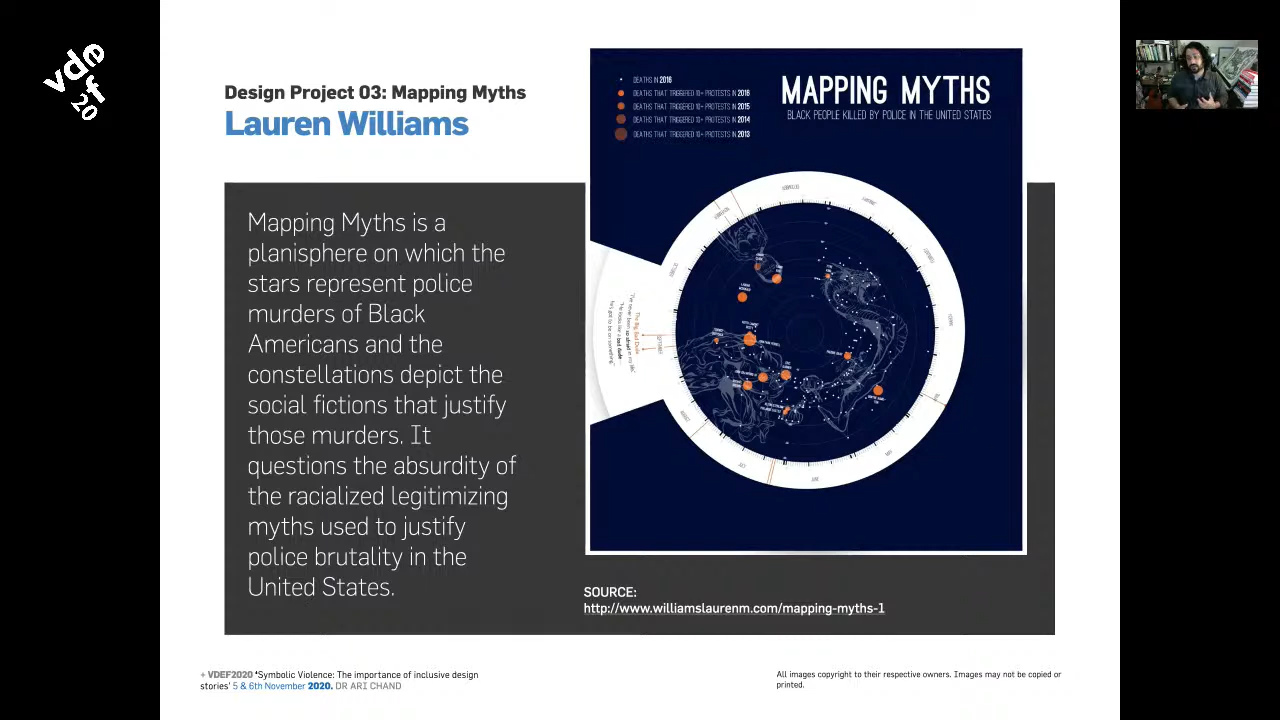 vdef
20
Design Project 03: Mapping Myths
Lauren Williams
Mapping Myths is a
planisphere on which the
stars represent police
murders of Black
Americans and the
constellations depict the
social fictions that justify
those murders. It
questions the absurdity of
the racialized legitimizing
myths used to justify
police brutality in the
United States.
DEATHS IN 2016
DEATHS THAT TRIGGERED 10+ PROTESTS IN 2016
DEATHS THAT TRIGGERED 10+ PROTESTS IN 2015
DEATHS THAT TRIGGERED 10+ PROTESTS IN 2014
DEATHS THAT TRIGGERED 10+ PROTESTS IN 2013
MAPPING MYTHS
BLACK PEOPLE KILLED BY POLICE IN THE UNITED STATES
The Big Bad Dude
SOURCE:
http://www.williamslaurenm.com/mapping-myths-1
+ VDEF2020 ‘Symbolic Violence: The importance of inclusive design
stories’ 5 & 6th November 2020. DR ARI CHAND
All images copyright to their respective owners. Images may not be copied or
printed.